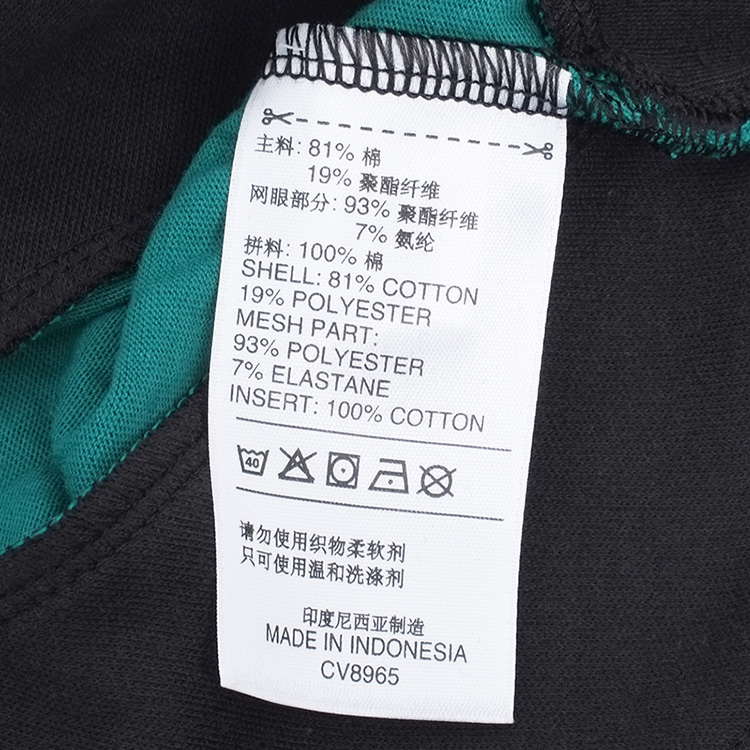 主料: 81% 棉
19% 聚酯纤维
网眼部分: 93% 聚酯纤维
7% 氨纶
拼料: 100% 棉
SHELL: 81% COTTON
19% POLYESTER
MESH PART:
93% POLYESTER
7% ELASTANE
INSERT: 100% COTTON
40
请勿使用织物柔软剂
只可使用温和洗涤剂
印度尼西亚制造
MADE IN INDONESIA
CV8965